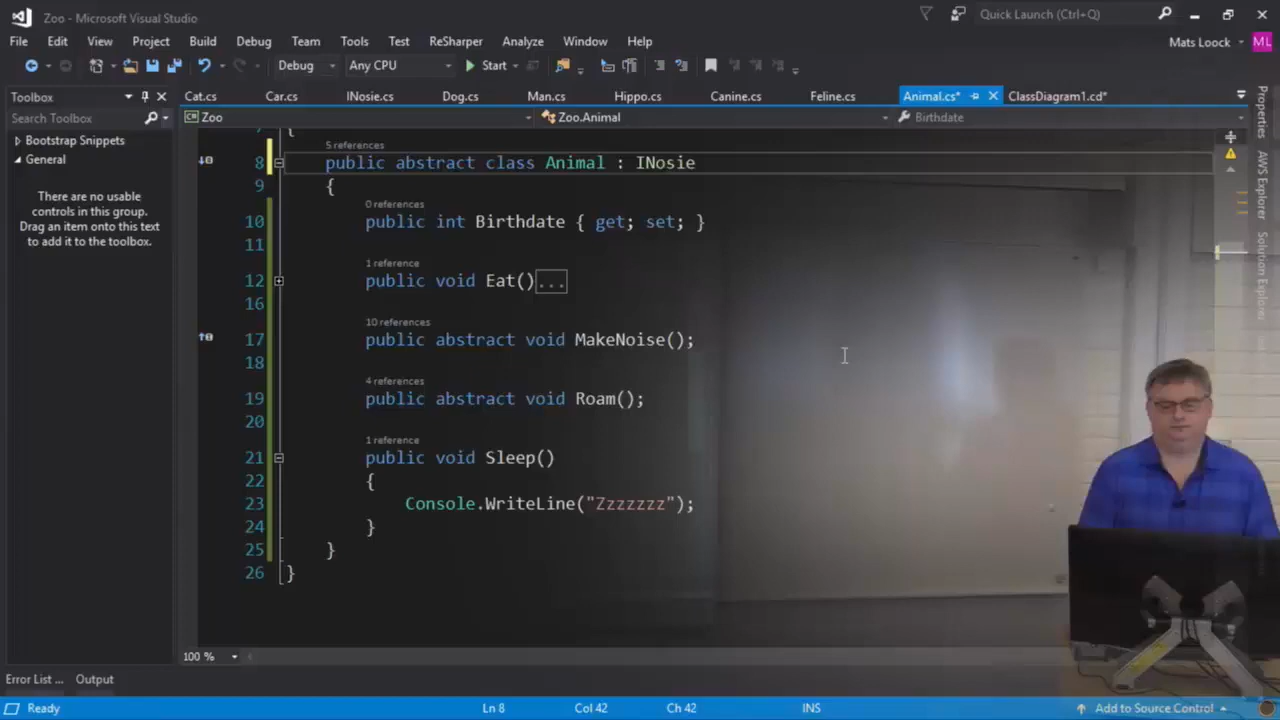 Zoo - Microsoft Visual Studio
Quick Launch (Ctrl+Q)
File Edit View Project Build Debug Team Tools Test ReSharper Analyze Window Help
Mats Loock ML
Debug Any CPU Start
Toolbox
Search Toolbox
Bootstrap Snippets
General
There are no usable
controls in this group.
Drag an item onto this text
to add it to the toolbox.
Cat.cs Car.cs INosie.cs Dog.cs Man.cs Hippo.cs Canine.cs Feline.cs Animal.cs* ClassDiagram1.cd*
Zoo Zoo.Animal Birthdate
{
5 references
8 public abstract class Animal : INosie
9 {
0 references
10 public int Birthdate { get; set; }
11
1 reference
12 public void Eat()...
16
10 references
17 public abstract void MakeNoise();
18
4 references
19 public abstract void Roam();
20
1 reference
21 public void Sleep()
22 {
23 Console.WriteLine("Zzzzzzz");
24 }
25 }
26 }
Properties
AWS Explorer
Solution Explorer
100 %
Error List ... Output
Ready Ln 8 Col 42 Ch 42 INS Add to Source Control